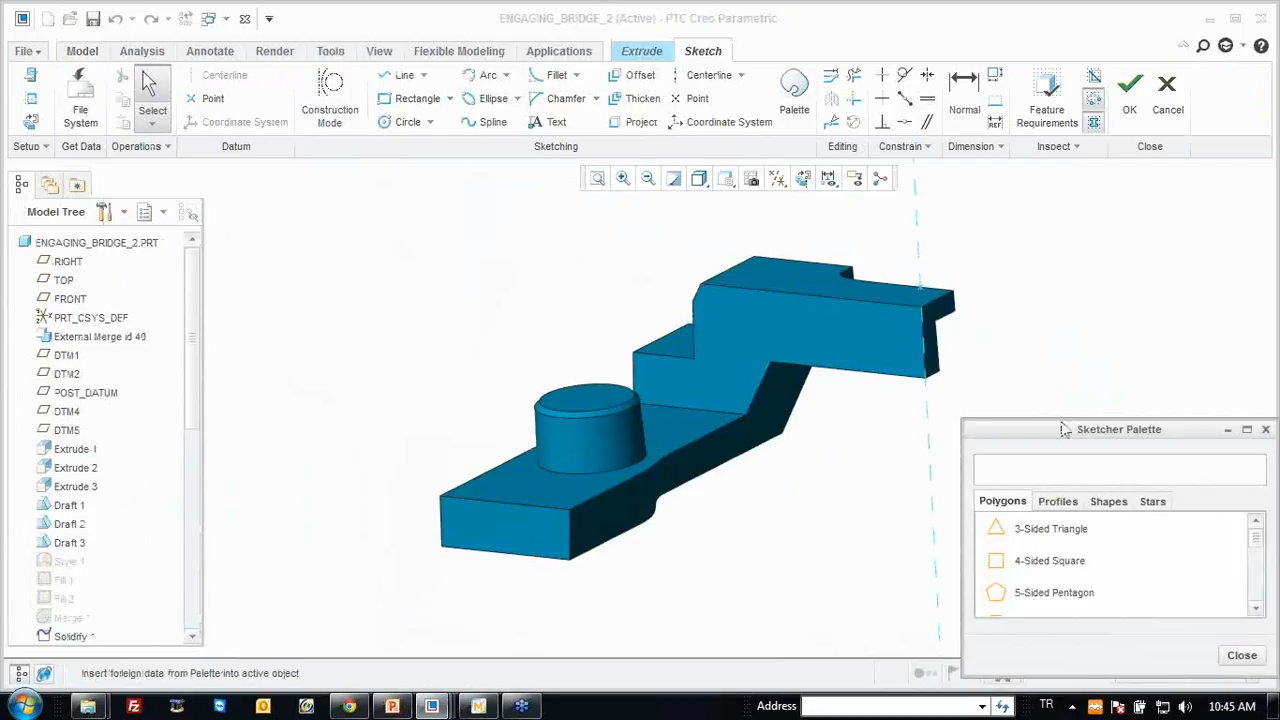 ENGAGING_BRIDGE_2 (Active) - PTC Creo Parametric
File Model Analysis Annotate Render Tools View Flexible Modeling Applications Extrude Sketch
Centerline Line Arc Fillet Offset Centerline
Point Rectangle Ellipse Chamfer Thicken Point
Coordinate System Circle Spline Text Project Coordinate System
File System Select Construction Mode Palette Normal Feature Requirements OK Cancel
Setup Get Data Operations Datum Sketching Editing Constrain Dimension Inspect Close
Model Tree
ENGAGING_BRIDGE_2.PRT
RIGHT
TOP
FRONT
PRT_CSYS_DEF
External Merge id 40
DTM1
DTM2
POST_DATUM
DTM4
DTM5
Extrude 1
Extrude 2
Extrude 3
Draft 1
Draft 2
Draft 3
Fill 1
Fill 2
Merge 1
Solidify
Sketcher Palette
Polygons Profiles Shapes Stars
3-Sided Triangle
4-Sided Square
5-Sided Pentagon
Close
Insert foreign data from Palette into active object
Address TR 10:45 AM